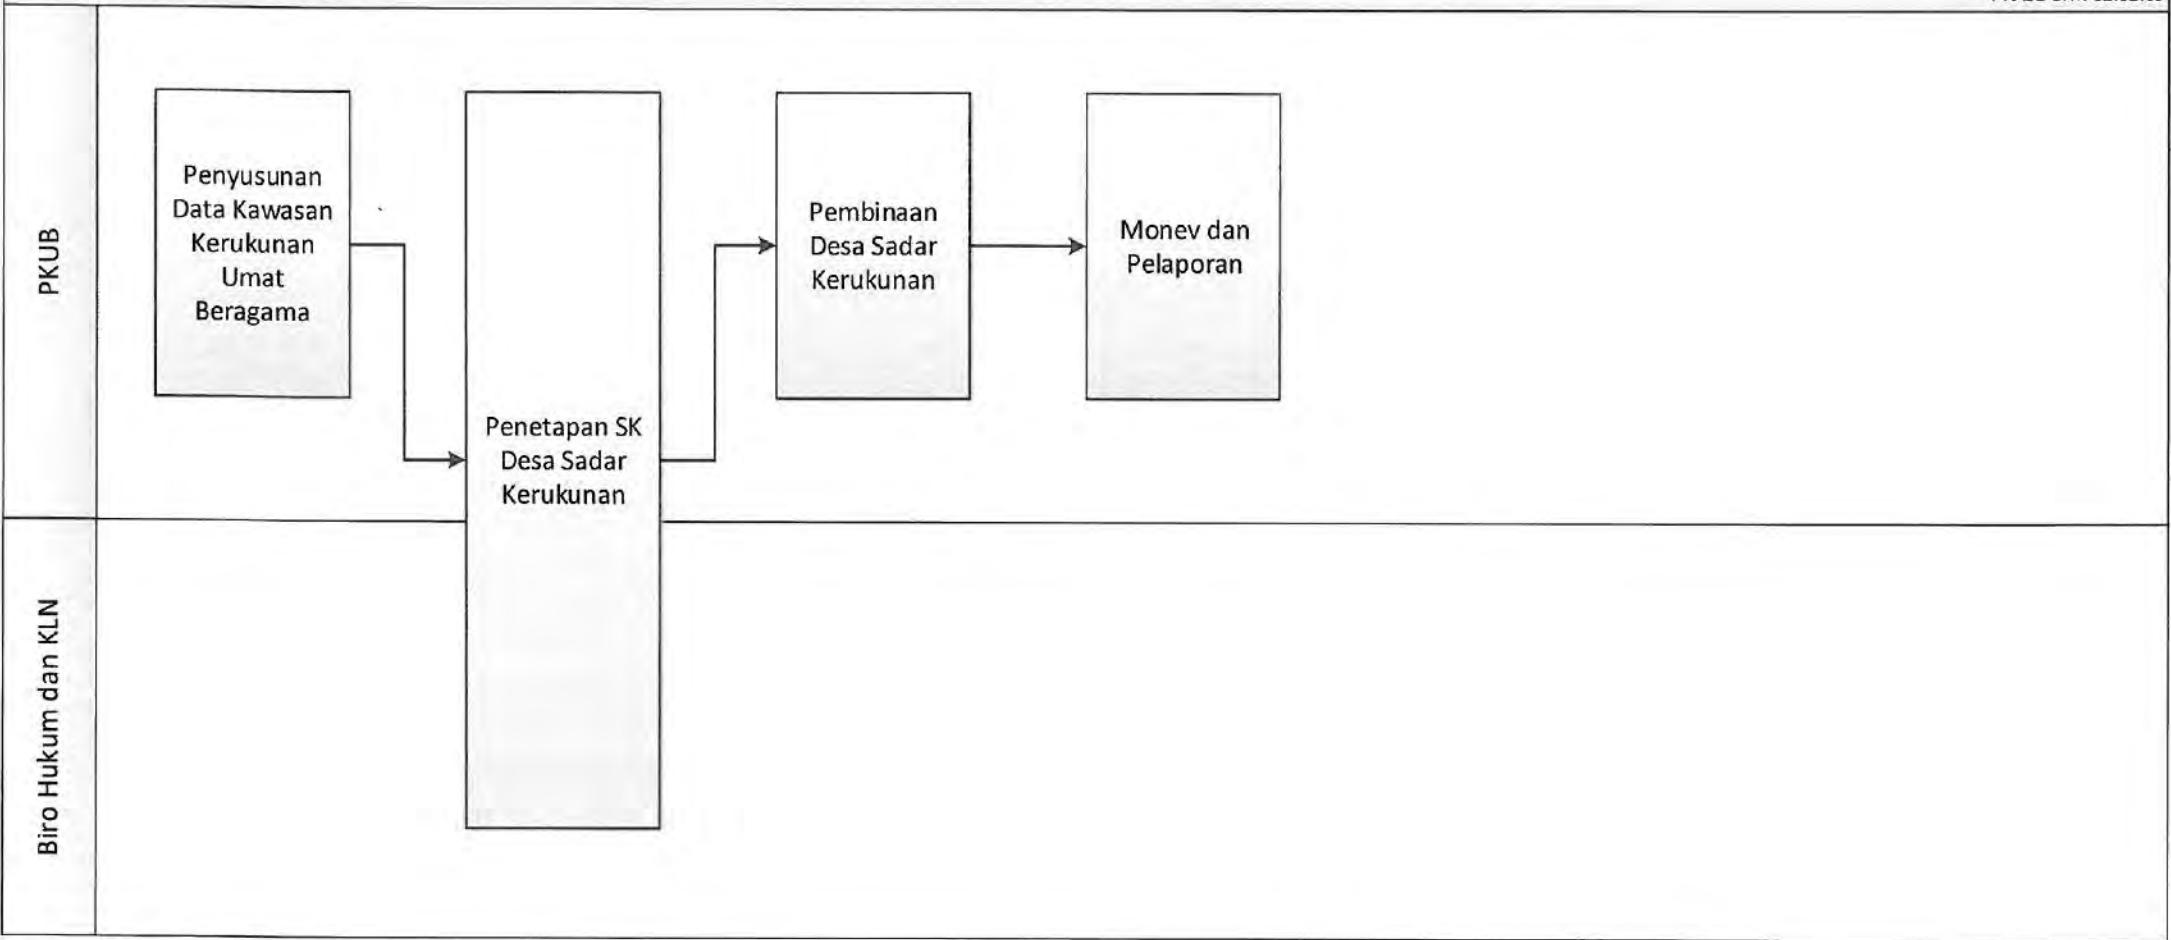 PKUB
Penyusunan
Data Kawasan
Kerukunan
Umat
Beragama
Penetapan SK
Desa Sadar
Kerukunan
Pembinaan
Desa Sadar
Kerukunan
Monev dan
Pelaporan
Biro Hukum dan KLN